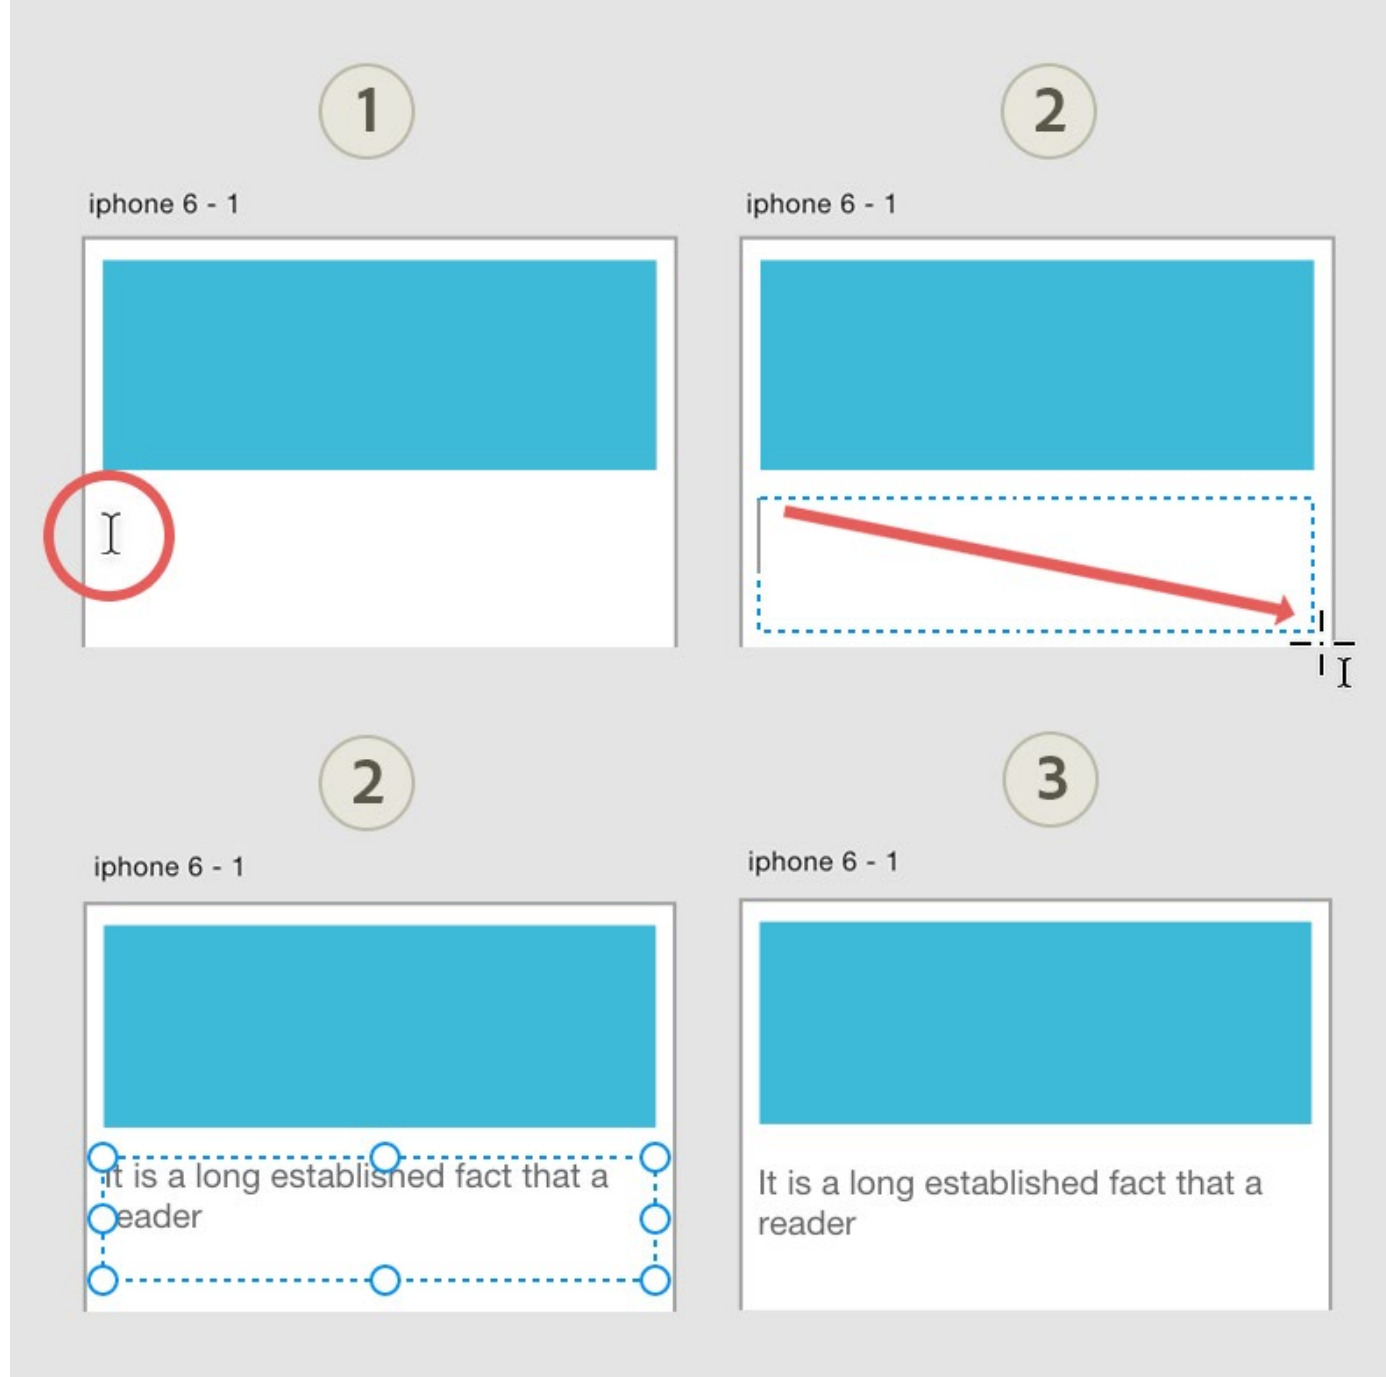 1
iphone 6 - 1
2
iphone 6 - 1
2
iphone 6 - 1
It is a long established fact that a
reader
3
iphone 6 - 1
It is a long established fact that a
reader